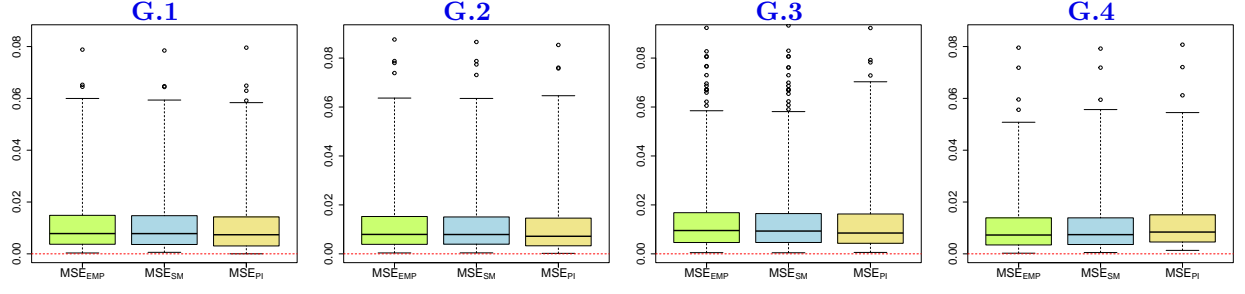 G.1 G.2 G.3 G.4
0.08 0.08 0.08 0.08
0.06 0.06 0.06 0.06
0.04 0.04 0.04 0.04
0.02 0.02 0.02 0.02
0.00 0.00 0.00 0.00
MSE_EMP MSE_SM MSE_PI MSE_EMP MSE_SM MSE_PI MSE_EMP MSE_SM MSE_PI MSE_EMP MSE_SM MSE_PI